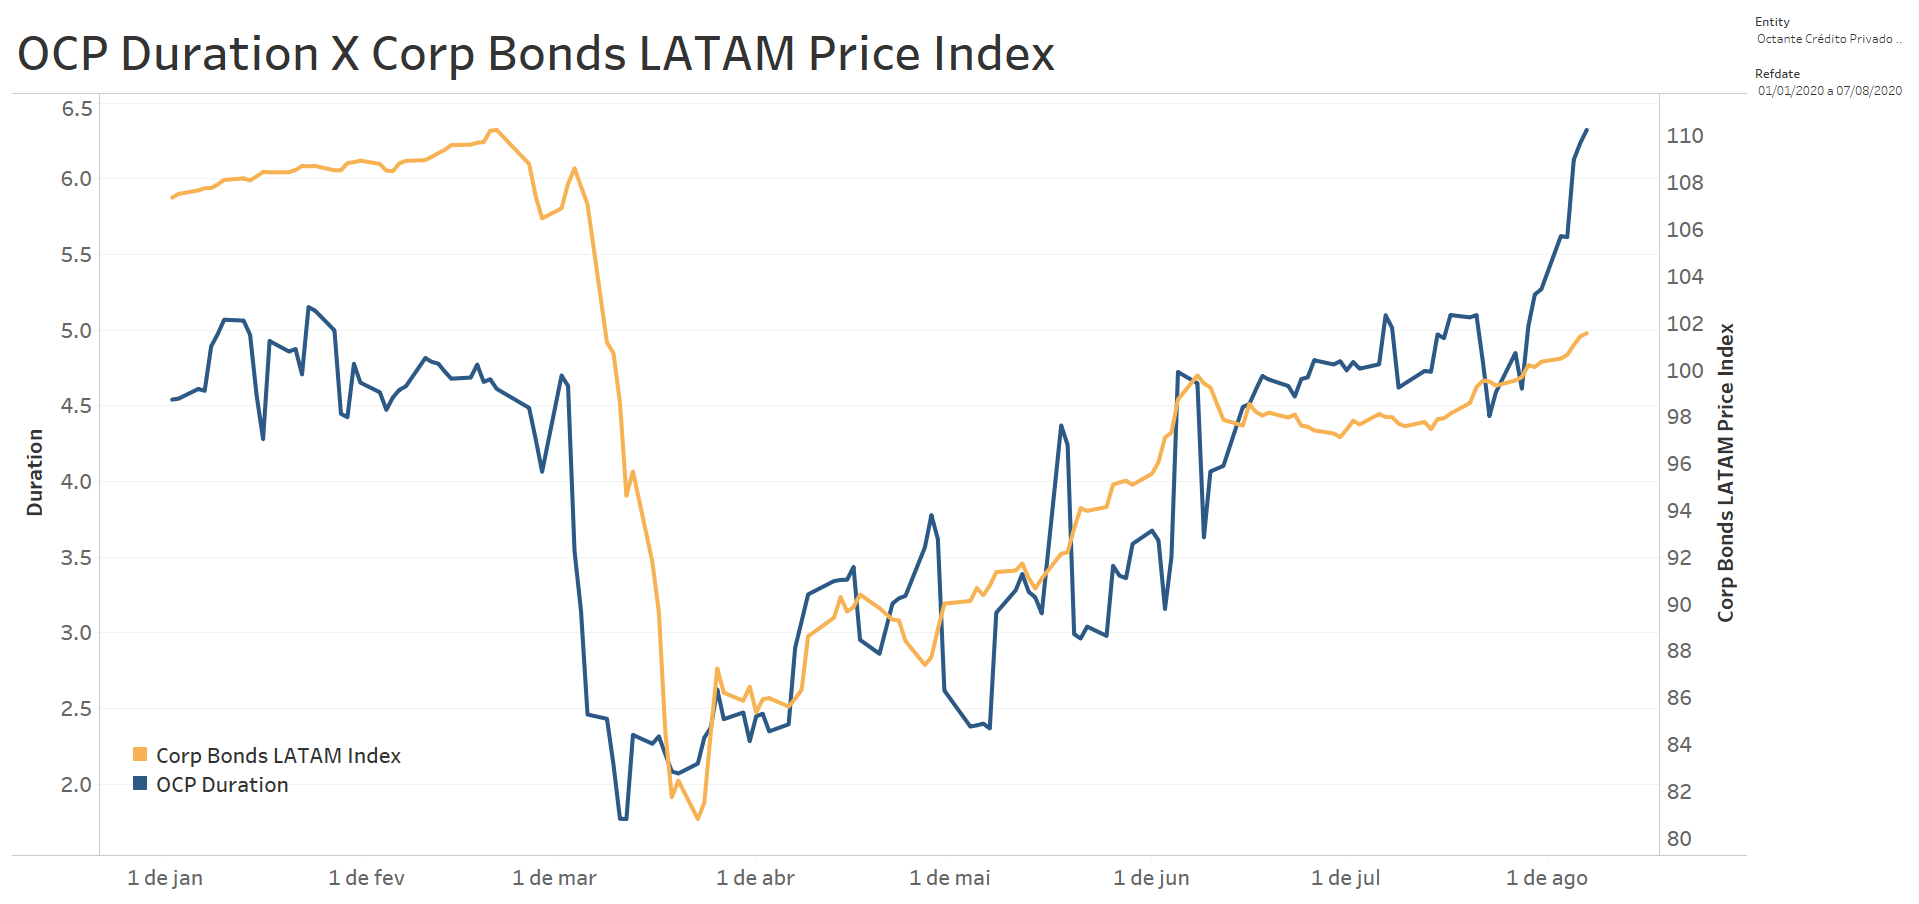 OCP Duration X Corp Bonds LATAM Price Index
Entity
Octante Crédito Privado ..
Refdate
01/01/2020 a 07/08/2020
Duration
6.5
6.0
5.5
5.0
4.5
4.0
3.5
3.0
2.5
2.0
Corp Bonds LATAM Index
OCP Duration
110
108
106
104
102
100
98
96
94
92
90
88
86
84
82
80
Corp Bonds LATAM Price Index
1 de jan
1 de fev
1 de mar
1 de abr
1 de mai
1 de jun
1 de jul
1 de ago